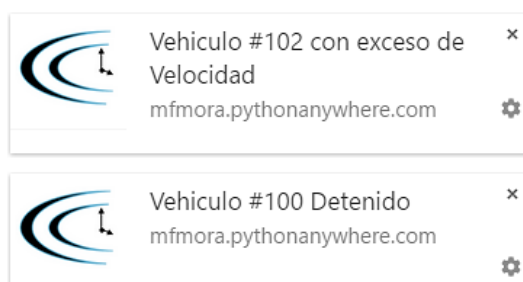 Vehiculo #102 con exceso de
Velocidad
mfmora.pythonanywhere.com
Vehiculo #100 Detenido
mfmora.pythonanywhere.com